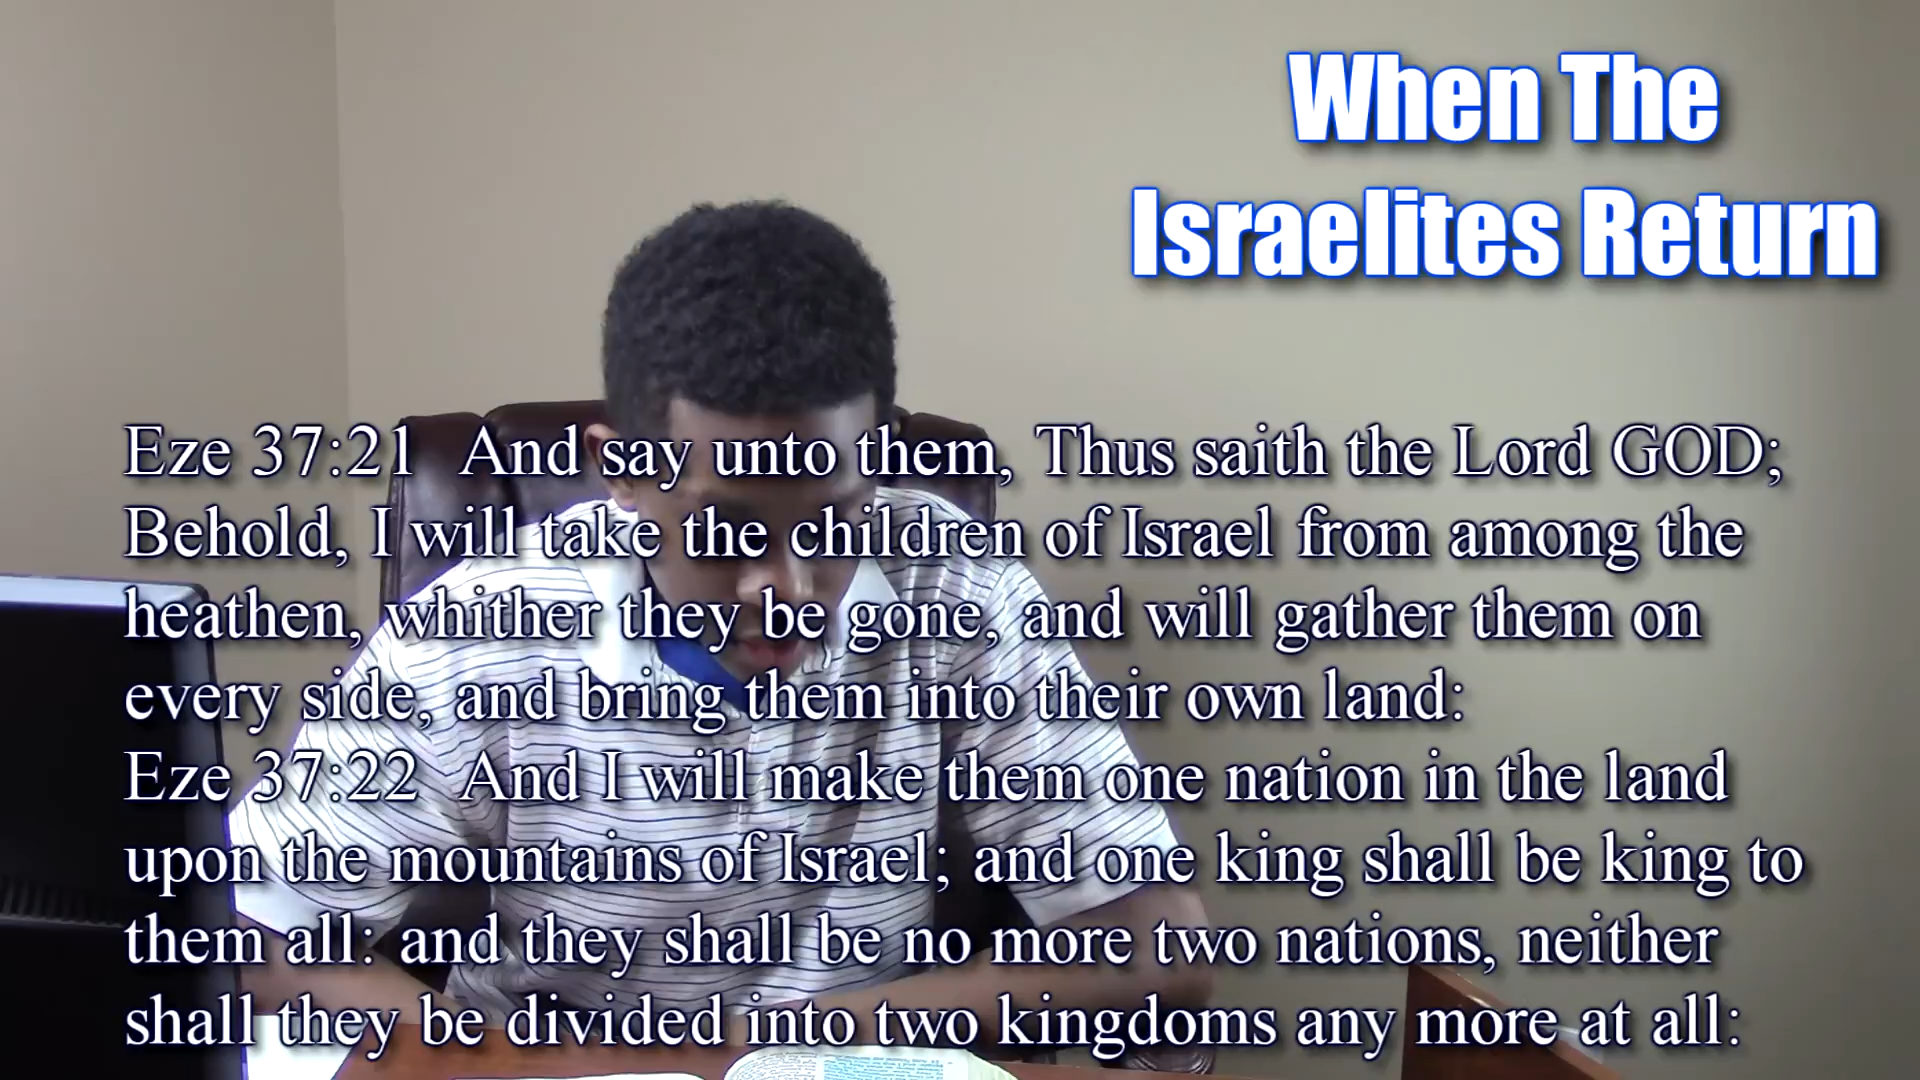 When The
Israelites Return
Eze 37:21 And say unto them, Thus saith the Lord GOD;
Behold, I will take the children of Israel from among the
heathen, whither they be gone, and will gather them on
every side, and bring them into their own land:
Eze 37:22 And I will make them one nation in the land
upon the mountains of Israel; and one king shall be king to
them all: and they shall be no more two nations, neither
shall they be divided into two kingdoms any more at all: